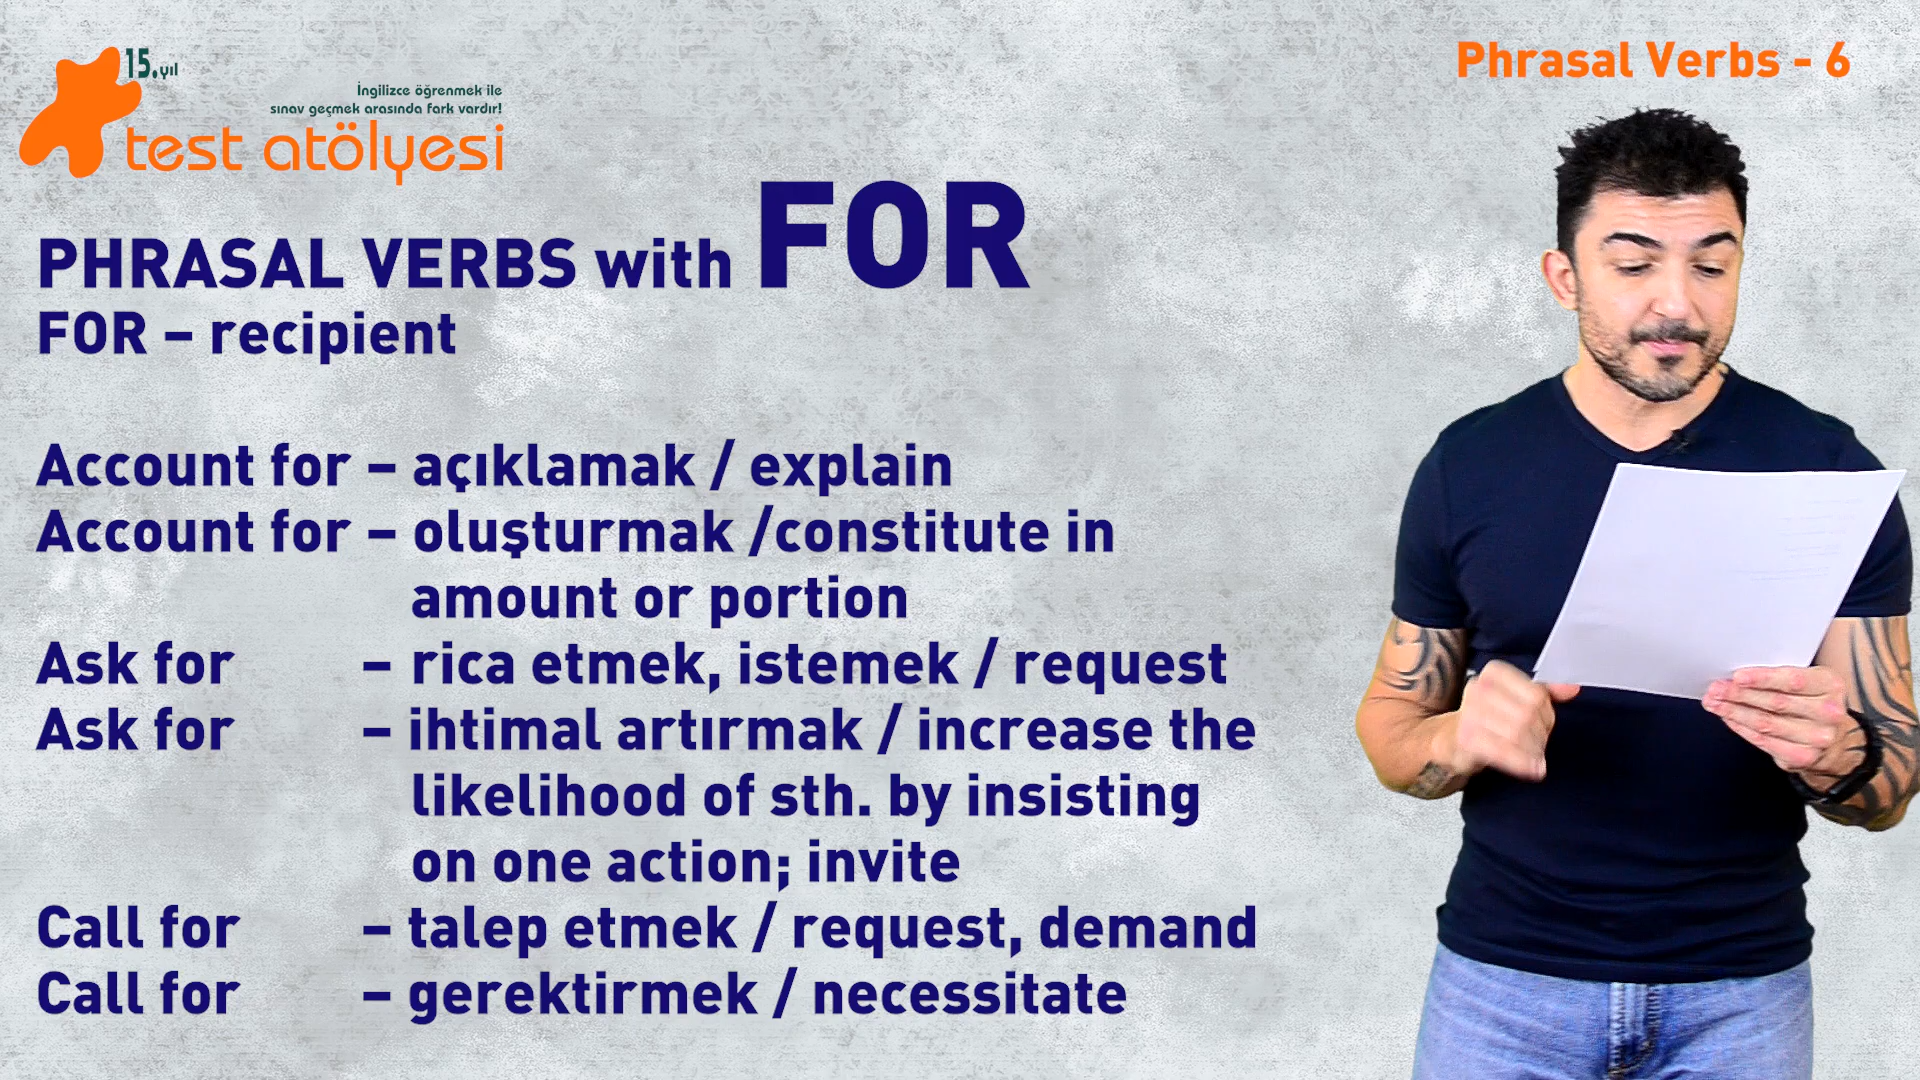 15.yıl
İngilizce öğrenmek ile
sınav geçmek arasında fark vardır!
test atölyesi
Phrasal Verbs - 6
PHRASAL VERBS with FOR
FOR – recipient
Account for – açıklamak / explain
Account for – oluşturmak /constitute in
amount or portion
Ask for – rica etmek, istemek / request
Ask for – ihtimal artırmak / increase the
likelihood of sth. by insisting
on one action; invite
Call for – talep etmek / request, demand
Call for – gerektirmek / necessitate